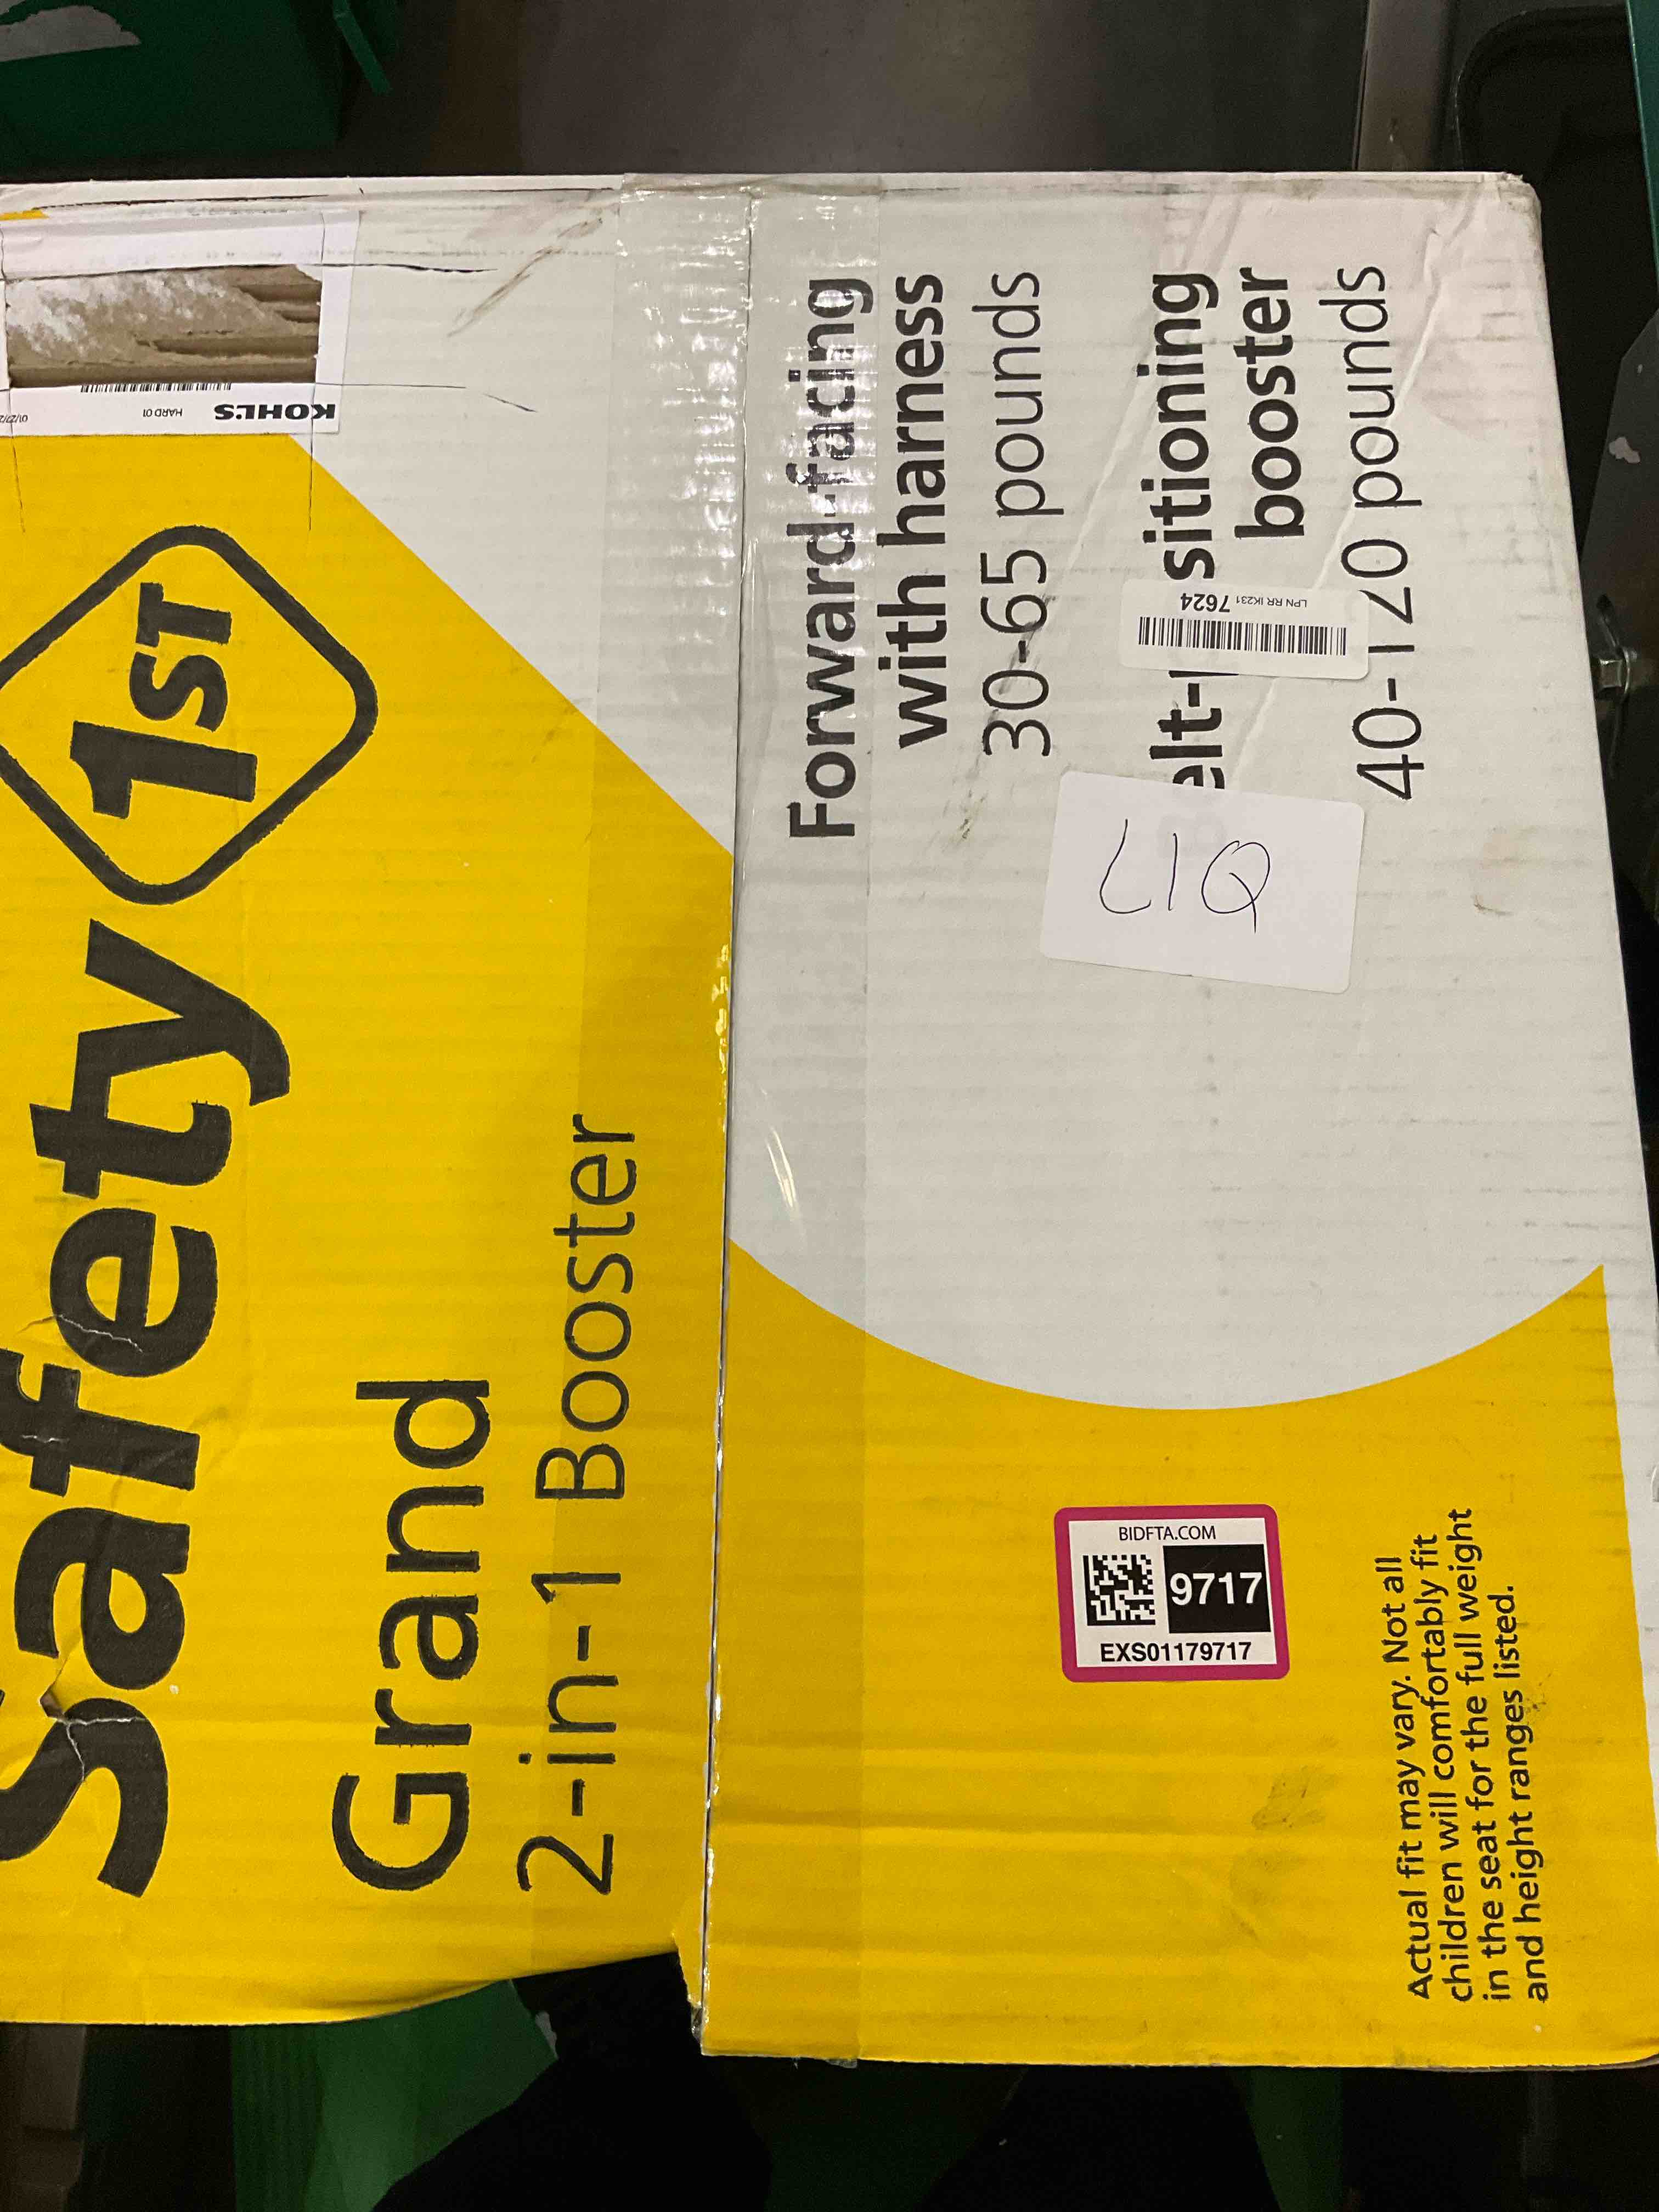 Safety 1ST
Grand
2-in-1 Booster
Forward-facing
with harness
30-65 pounds
sitioning
booster
40-120 pounds
Actual fit may vary. Not all
children will comfortably fit
in the seat for the full weight
and height ranges listed.
KOHL'S
HARD 01
LPN RR IK231 7624
LIQ
BIDFTA.COM
9717
EXS01179717